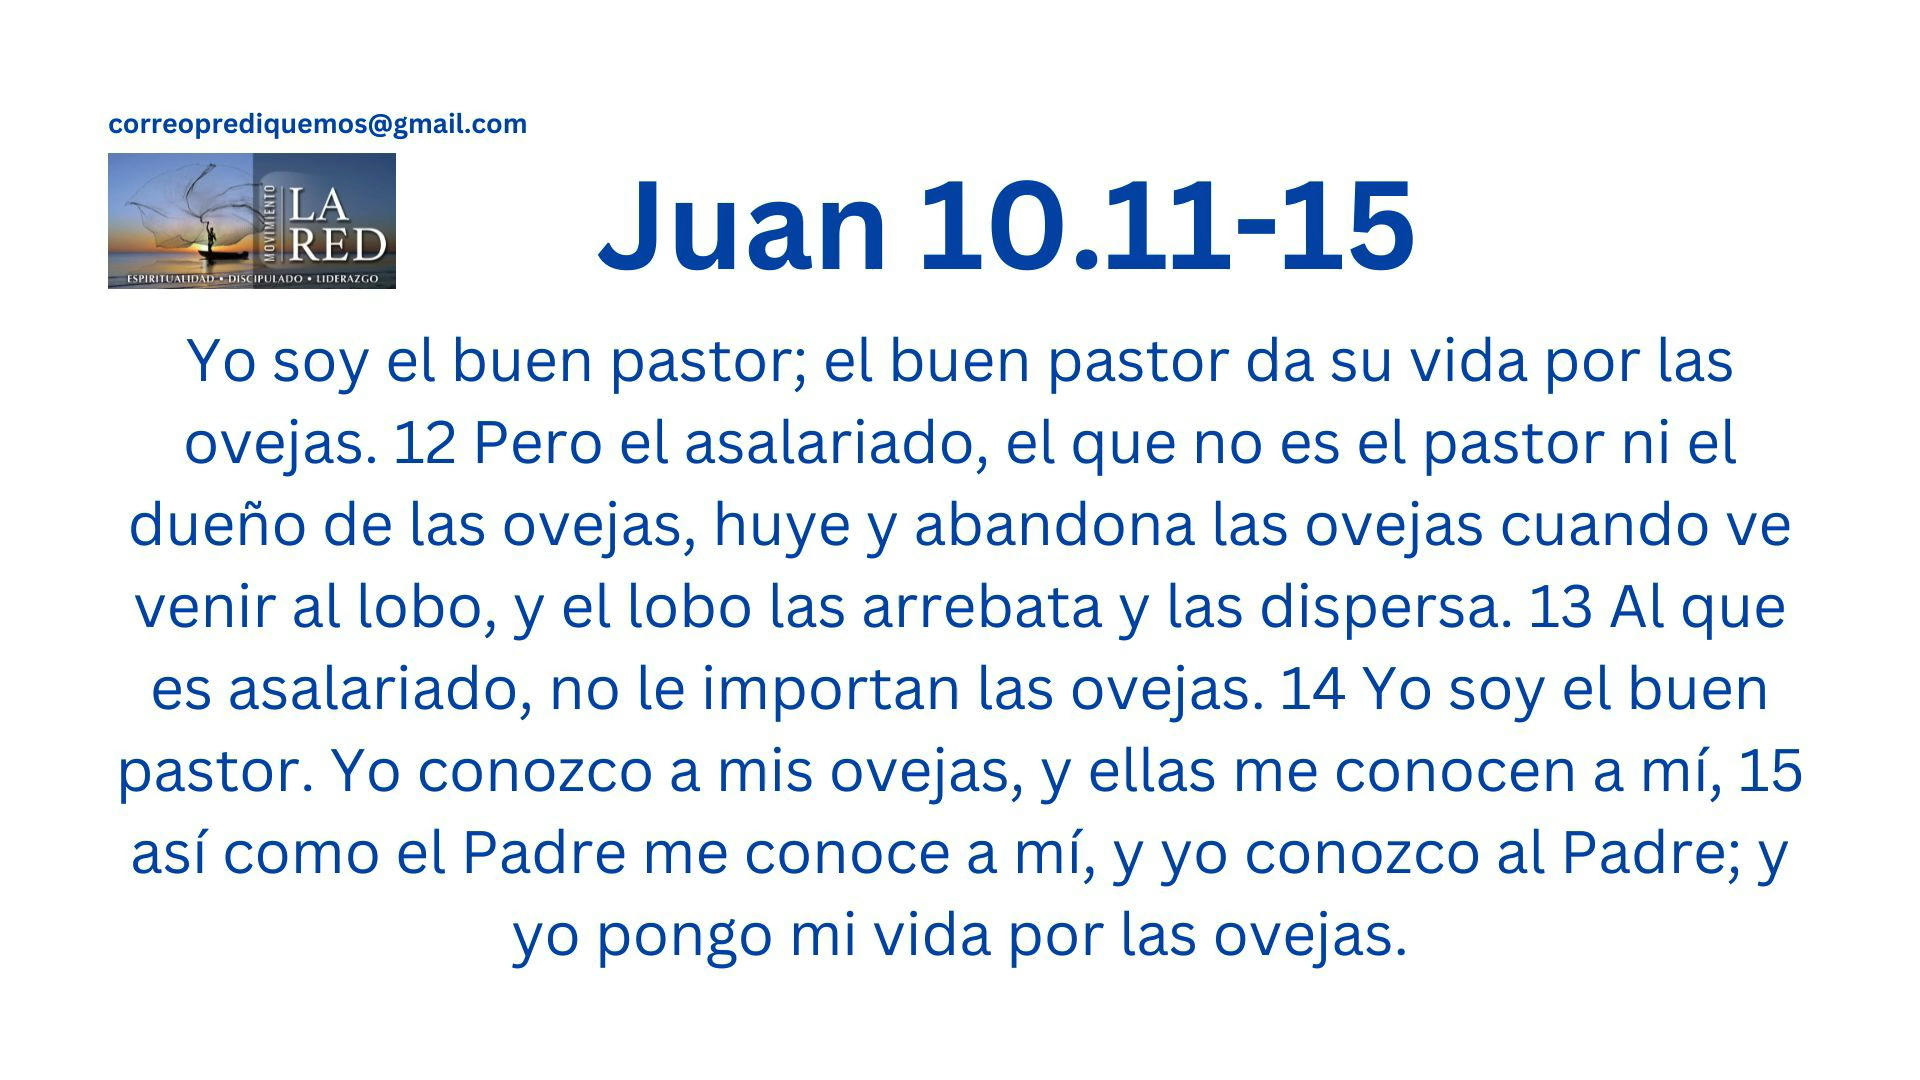 correoprediquemos@gmail.com
MOVIMIENTO
LA
RED
ESPIRITUALIDAD • DISCIPULADO • LIDERAZGO
Juan 10.11-15
Yo soy el buen pastor; el buen pastor da su vida por las
ovejas. 12 Pero el asalariado, el que no es el pastor ni el
dueño de las ovejas, huye y abandona las ovejas cuando ve
venir al lobo, y el lobo las arrebata y las dispersa. 13 Al que
es asalariado, no le importan las ovejas. 14 Yo soy el buen
pastor. Yo conozco a mis ovejas, y ellas me conocen a mí, 15
así como el Padre me conoce a mí, y yo conozco al Padre; y
yo pongo mi vida por las ovejas.